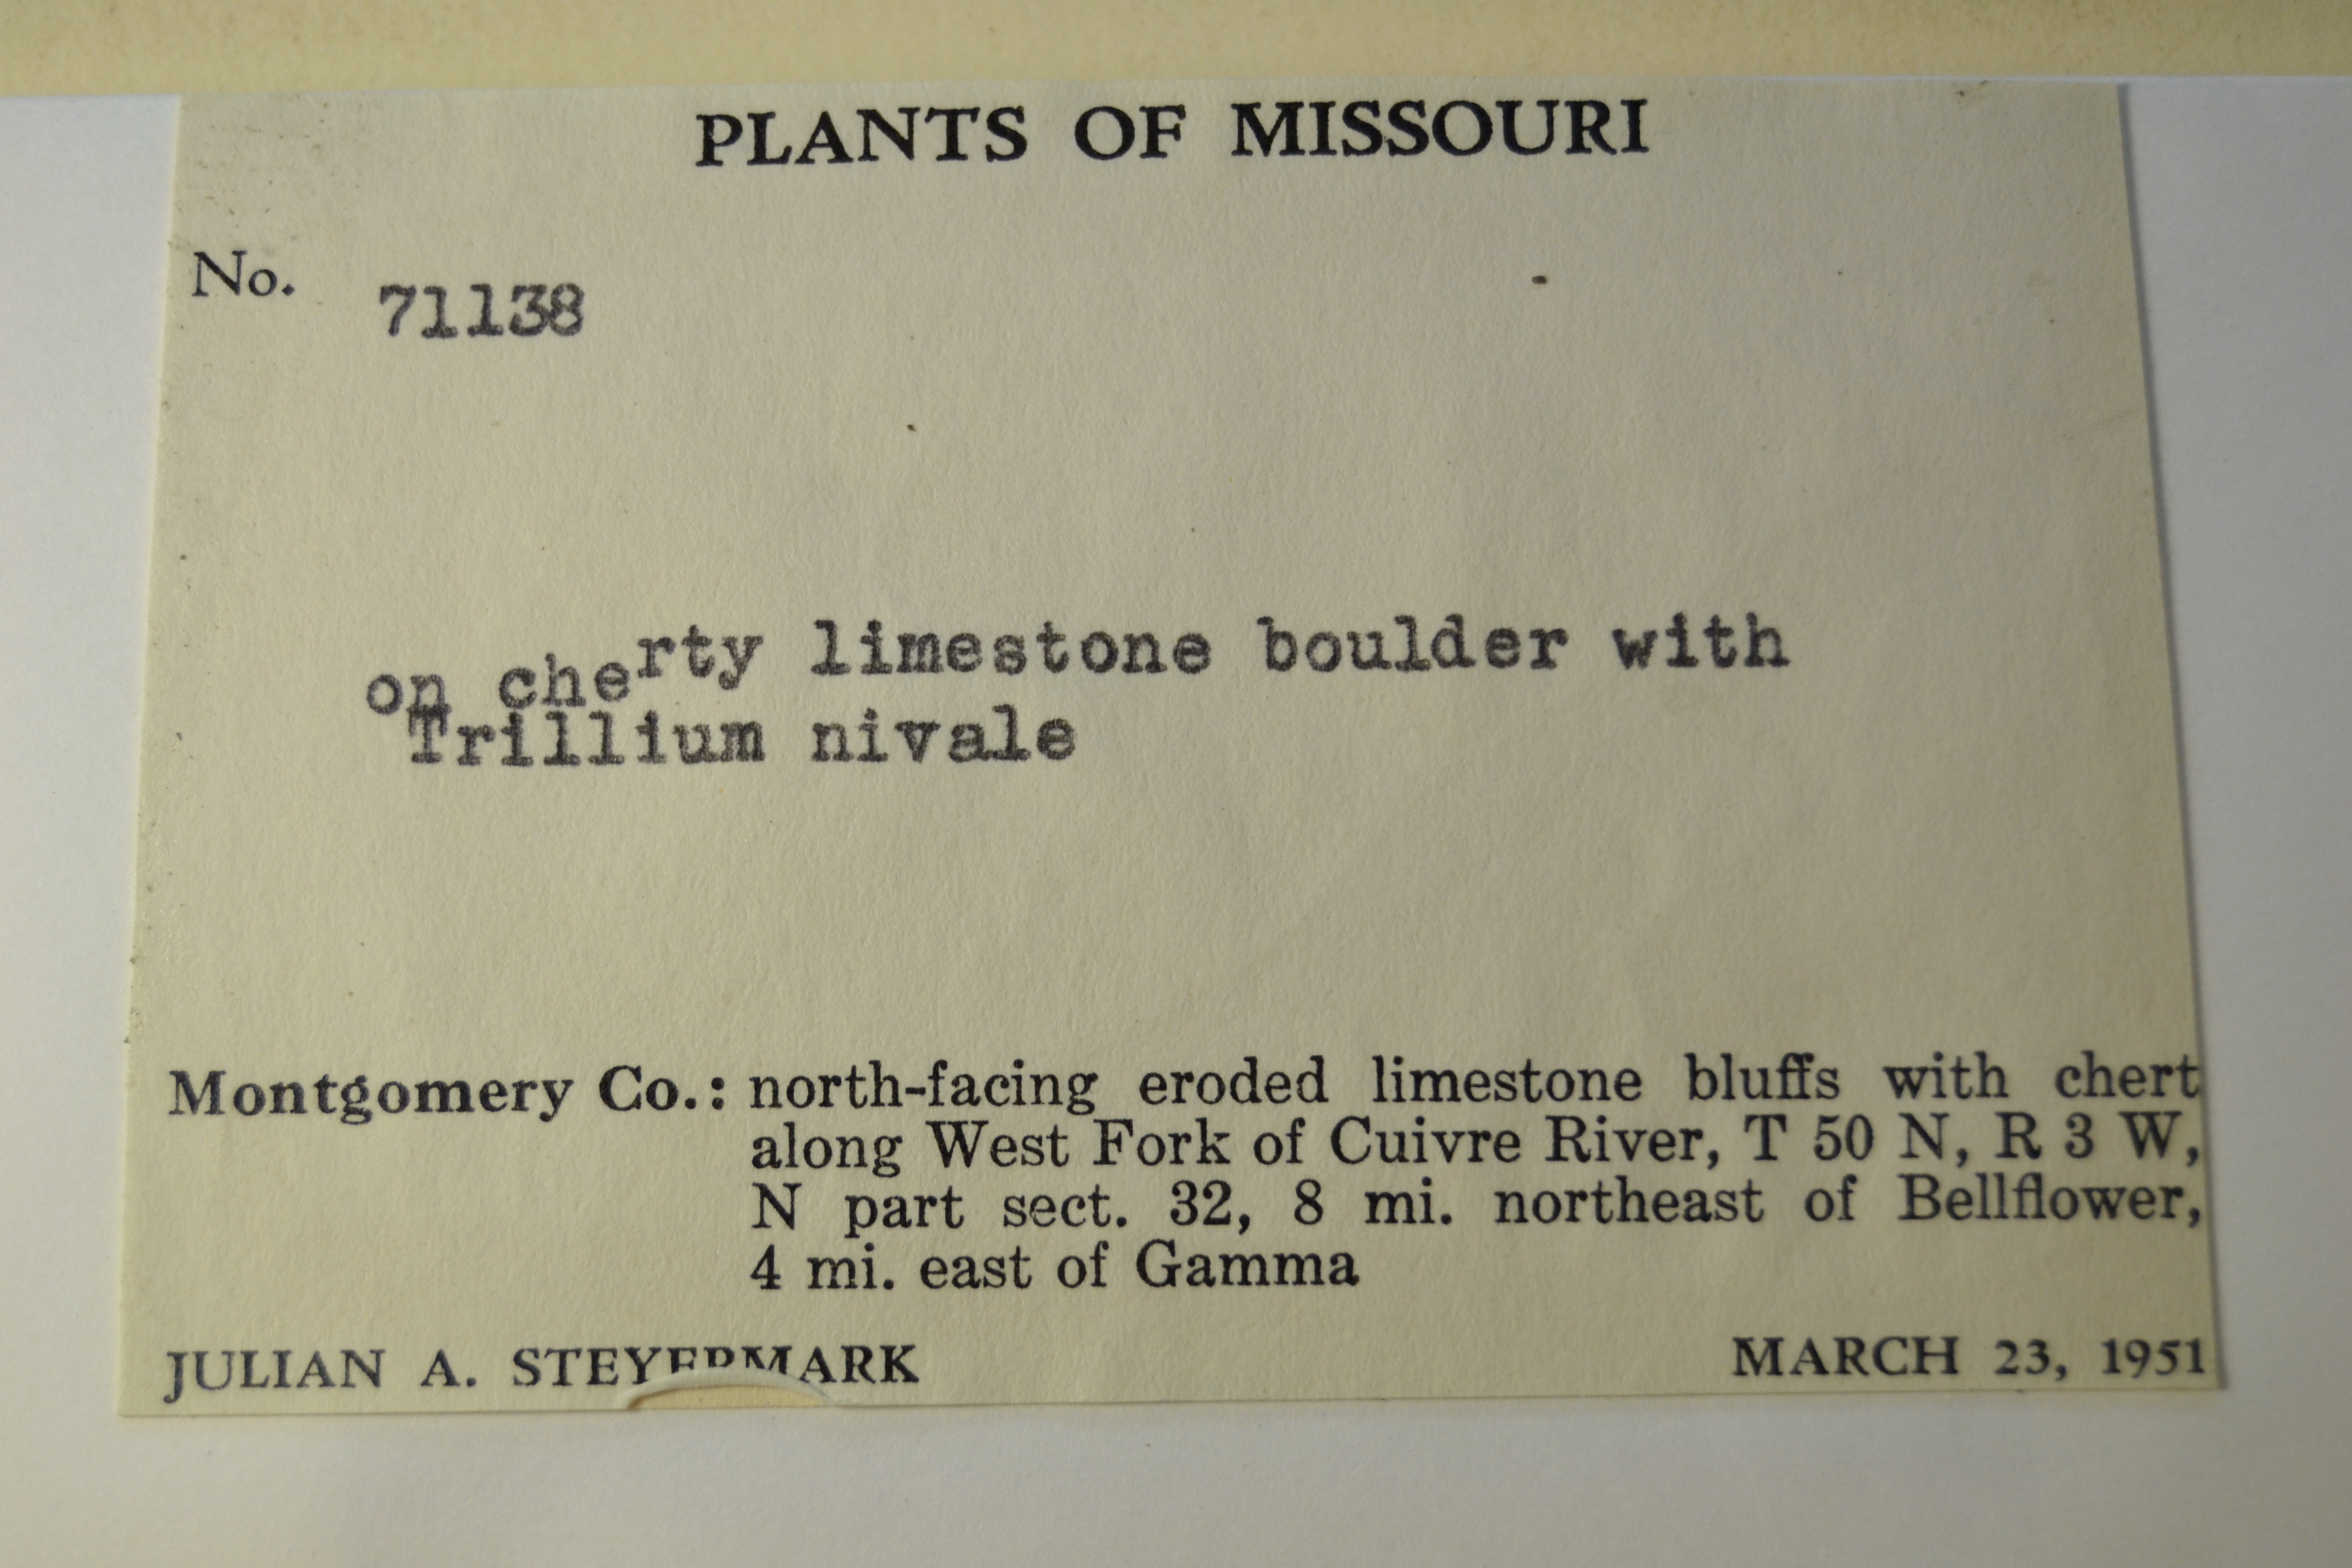 PLANTS OF MISSOURI
No. 71138
on cherty limestone boulder with
Trillium nivale
Montgomery Co.: north-facing eroded limestone bluffs with chert
along West Fork of Cuivre River, T 50 N, R 3 W,
N part sect. 32, 8 mi. northeast of Bellflower,
4 mi. east of Gamma
JULIAN A. STEYERMARK MARCH 23, 1951